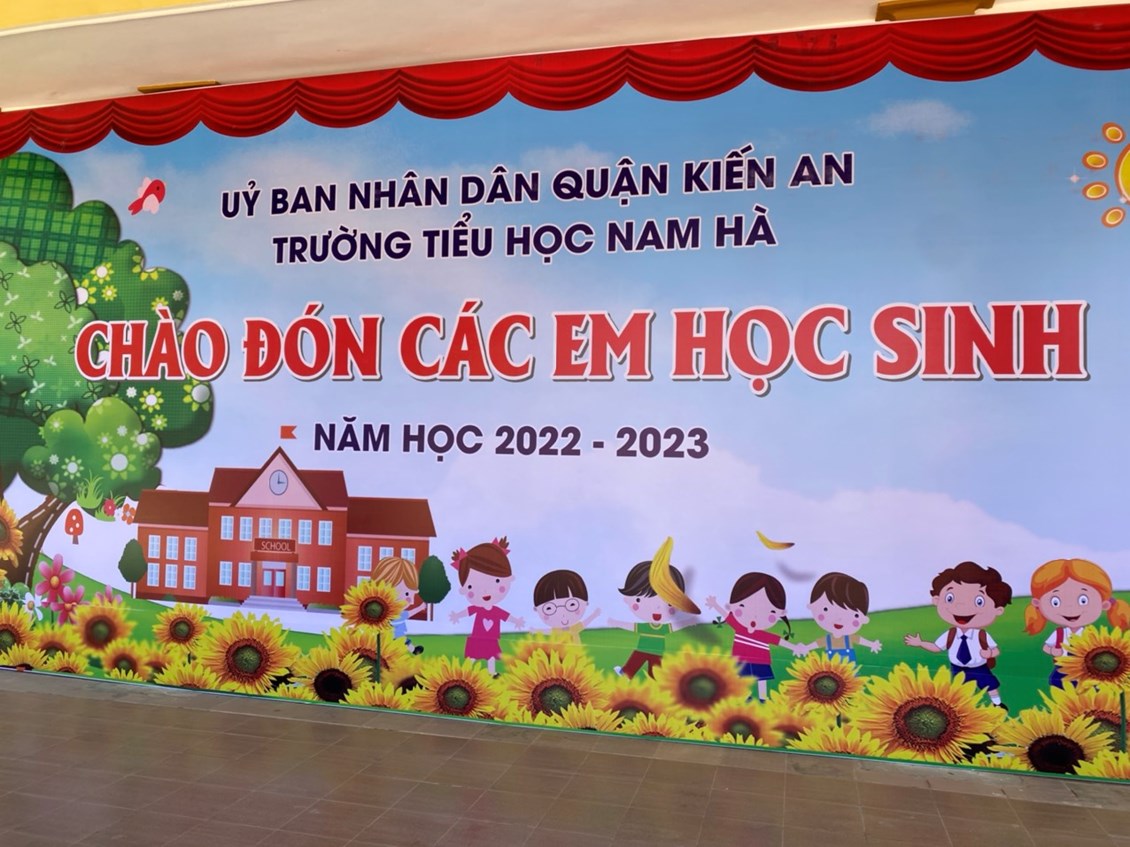 UỶ BAN NHÂN DÂN QUẬN KIẾN AN
TRƯỜNG TIỂU HỌC NAM HÀ
CHÀO ĐÓN CÁC EM HỌC SINH
NĂM HỌC 2022 - 2023
SCHOOL